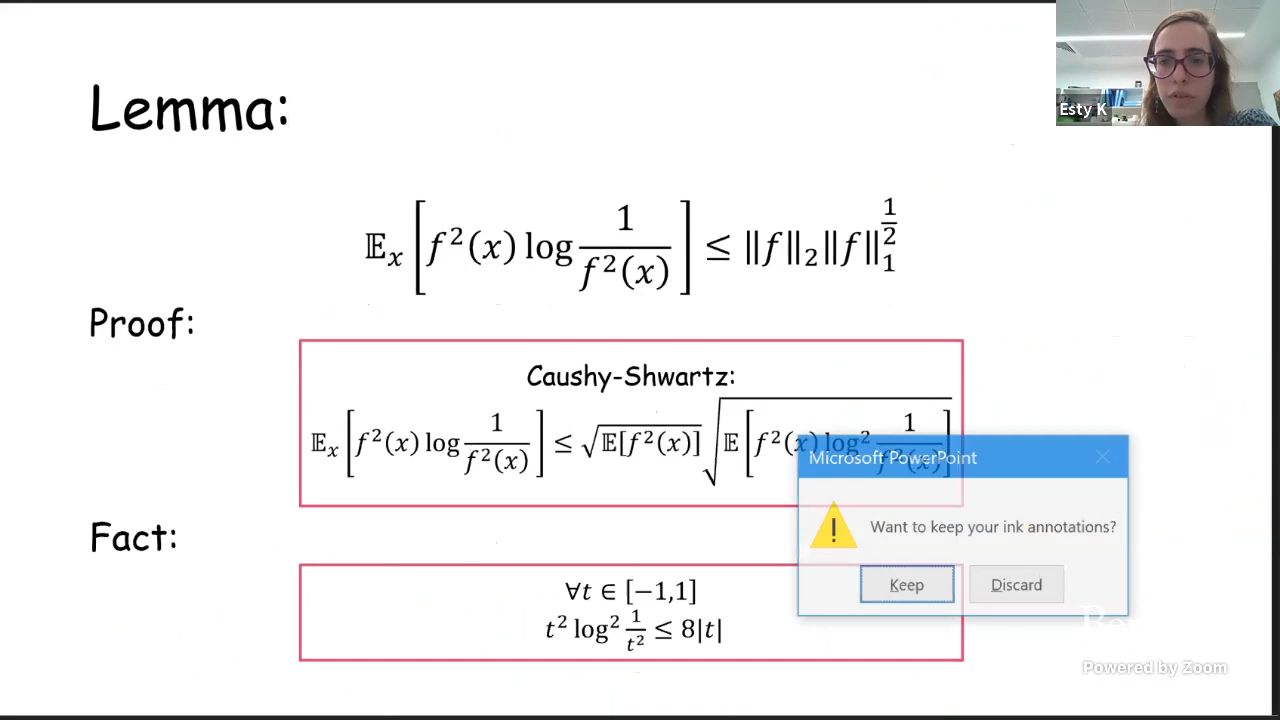 Lemma:
Esty K
𝔼ₓ[f²(x) log 1/f²(x)] ≤ ‖f‖₂‖f‖₁^{1/2}
Proof:
Caushy-Shwartz:
𝔼ₓ[f²(x) log 1/f²(x)] ≤ √𝔼[f²(x)] √𝔼[f²(x) log² 1/f²(x)]
Microsoft PowerPoint
Want to keep your ink annotations?
Fact:
Keep
Discard
∀t ∈ [−1,1]
t² log² 1/t² ≤ 8|t|
Powered by Zoom